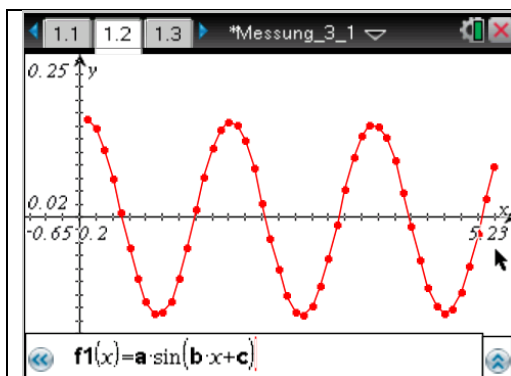 1.1 1.2 1.3 *Messung_3_1
0.25 y
0.02 x
-0.65 0.2 5.23
f1(x)=a·sin(b·x+c)